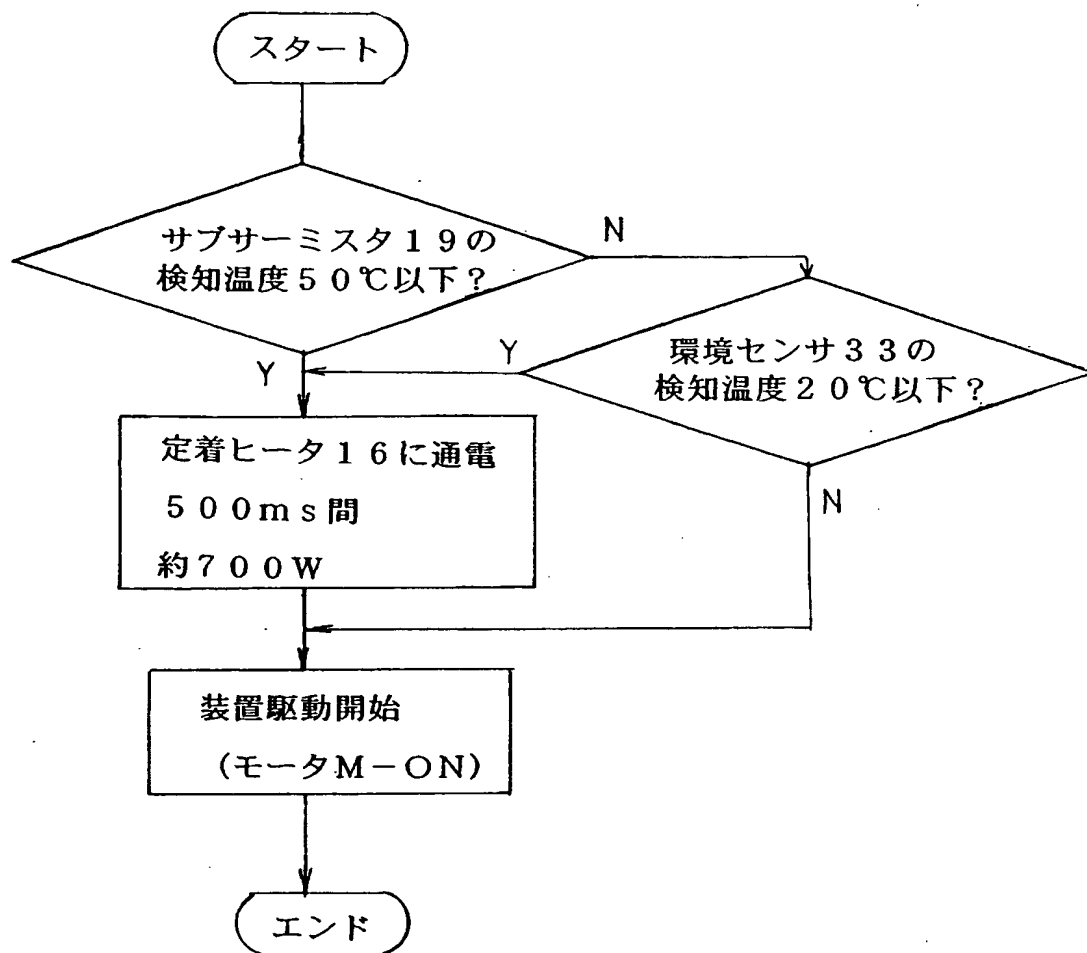 スタート
サブサーミスタ19の
検知温度50℃以下?
N
環境センサ33の
検知温度20℃以下?
Y
Y
定着ヒータ16に通電
500ms間
約700W
N
装置駆動開始
(モータM-ON)
エンド